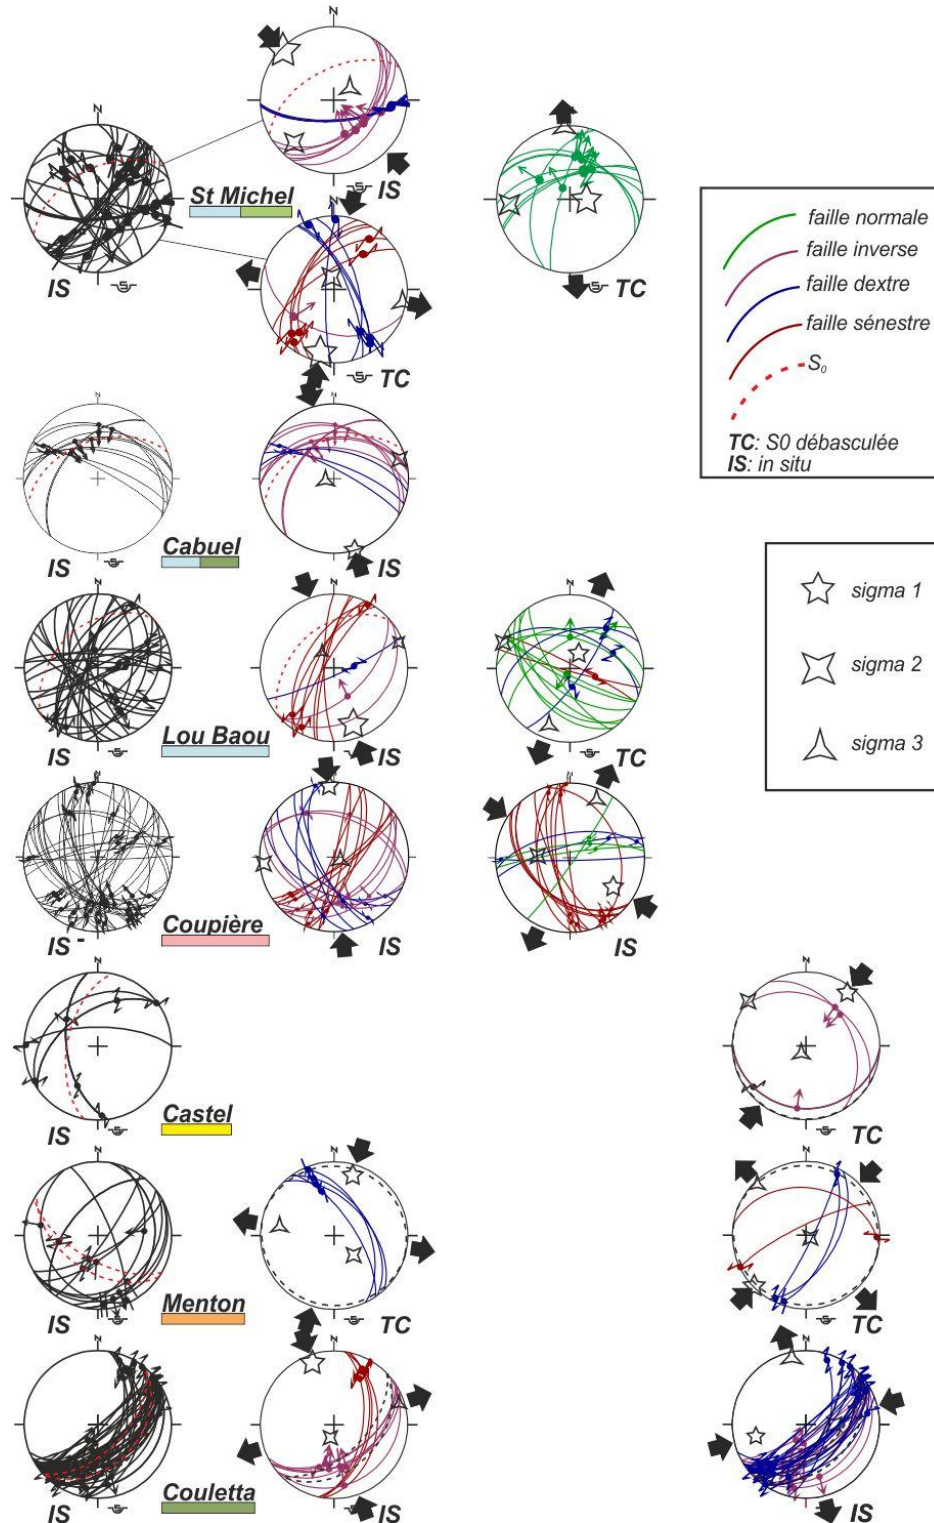 N
N
IS
St Michel
IS
TC
N
TC
faille normale
faille inverse
faille dextre
faille sénestre
S₀
TC: S0 débasculée
IS: in situ
N
N
IS
Cabuel
IS
N
N
N
IS
Lou Baou
IS
TC
sigma 1
sigma 2
sigma 3
N
N
N
IS -
Coupière
IS
IS
N
N
IS
Castel
TC
N
N
N
IS
Menton
TC
TC
N
N
N
IS
Couletta
IS
IS